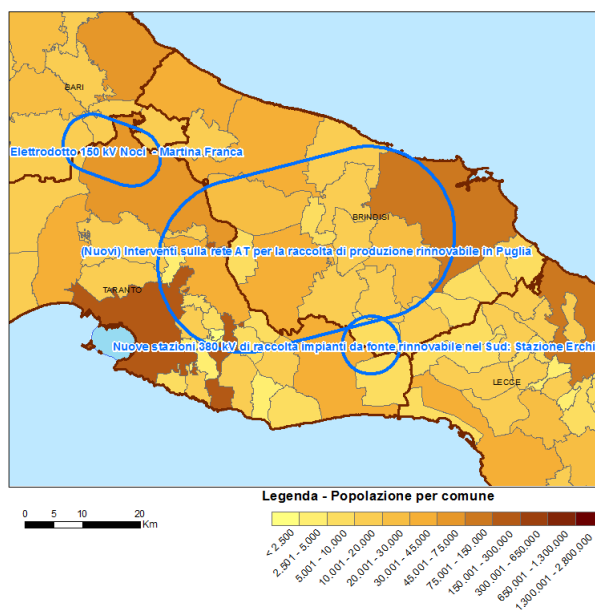 BARI
Elettrodotto 150 kV Noci - Martina Franca
BRINDISI
(Nuovi) Interventi sulla rete AT per la raccolta di produzione rinnovabile in Puglia
TARANTO
Nuove stazioni 380 kV di raccolta impianti da fonte rinnovabile nel Sud: Stazione Erchi
LECCE
Legenda - Popolazione per comune
0 5 10 20
Km
< 2.500
2.501 - 5.000
5.001 - 10.000
10.001 - 20.000
20.001 - 30.000
30.001 - 45.000
45.001 - 75.000
75.001 - 150.000
150.001 - 300.000
300.001 - 650.000
650.001 - 1.300.000
1.300.001 - 2.800.000